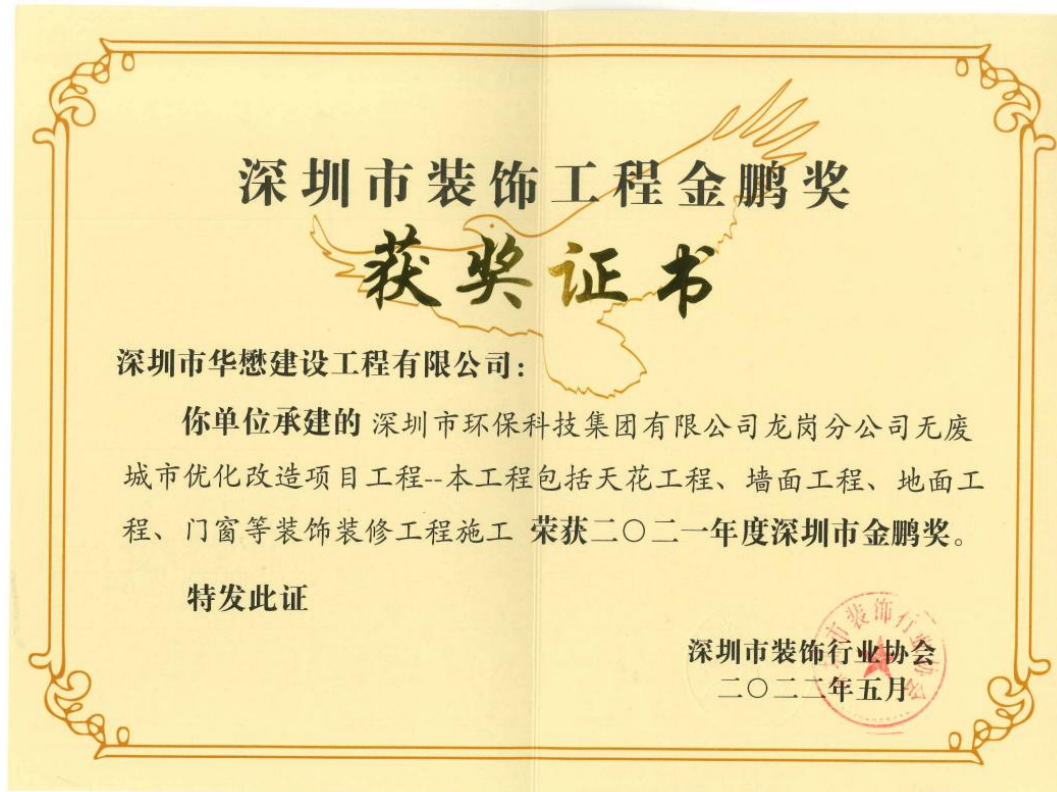 深圳市装饰工程金鹏奖
获奖证书
深圳市华懋建设工程有限公司：
你单位承建的 深圳市环保科技集团有限公司龙岗分公司无废
城市优化改造项目工程--本工程包括天花工程、墙面工程、地面工
程、门窗等装饰装修工程施工 荣获二〇二一年度深圳市金鹏奖。
特发此证
深圳市装饰行业协会
二〇二二年五月